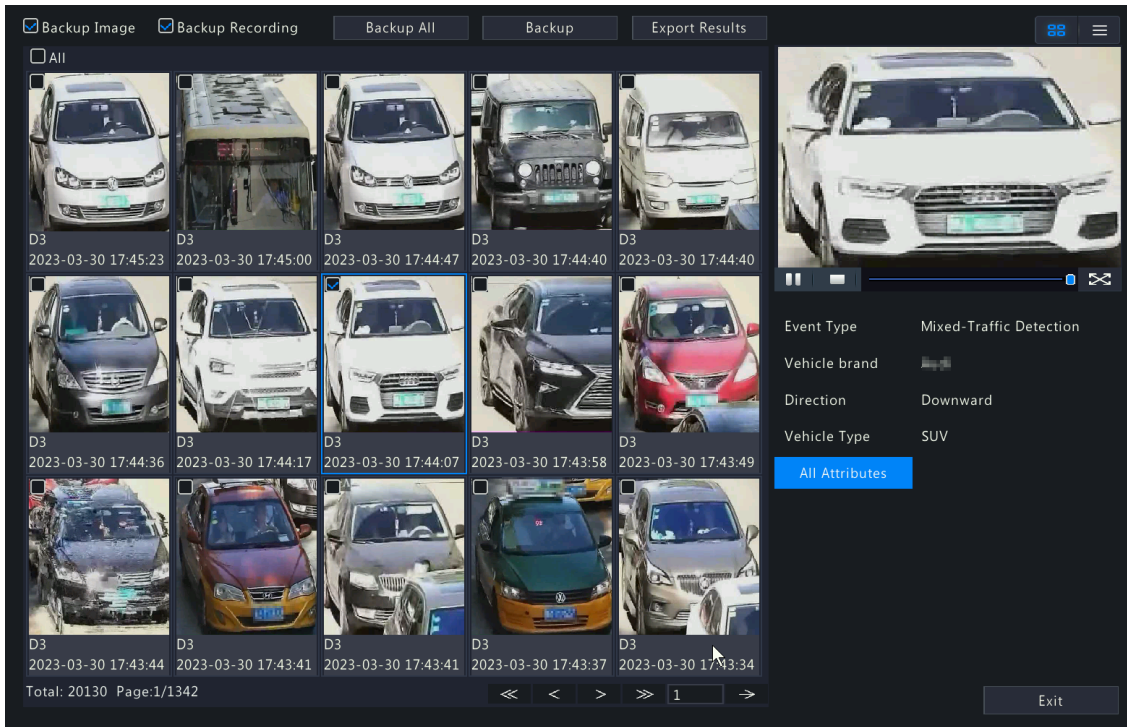 Backup Image Backup Recording Backup All Backup Export Results
All
D3 D3 D3 D3 D3
2023-03-30 17:45:23 2023-03-30 17:45:00 2023-03-30 17:44:47 2023-03-30 17:44:40 2023-03-30 17:44:40
D3 D3 D3 D3 D3
2023-03-30 17:44:36 2023-03-30 17:44:17 2023-03-30 17:44:07 2023-03-30 17:43:58 2023-03-30 17:43:49
D3 D3 D3 D3 D3
2023-03-30 17:43:44 2023-03-30 17:43:41 2023-03-30 17:43:41 2023-03-30 17:43:37 2023-03-30 17:43:34
Total: 20130 Page:1/1342
1
Event Type Mixed-Traffic Detection
Vehicle brand
Direction Downward
Vehicle Type SUV
All Attributes
Exit